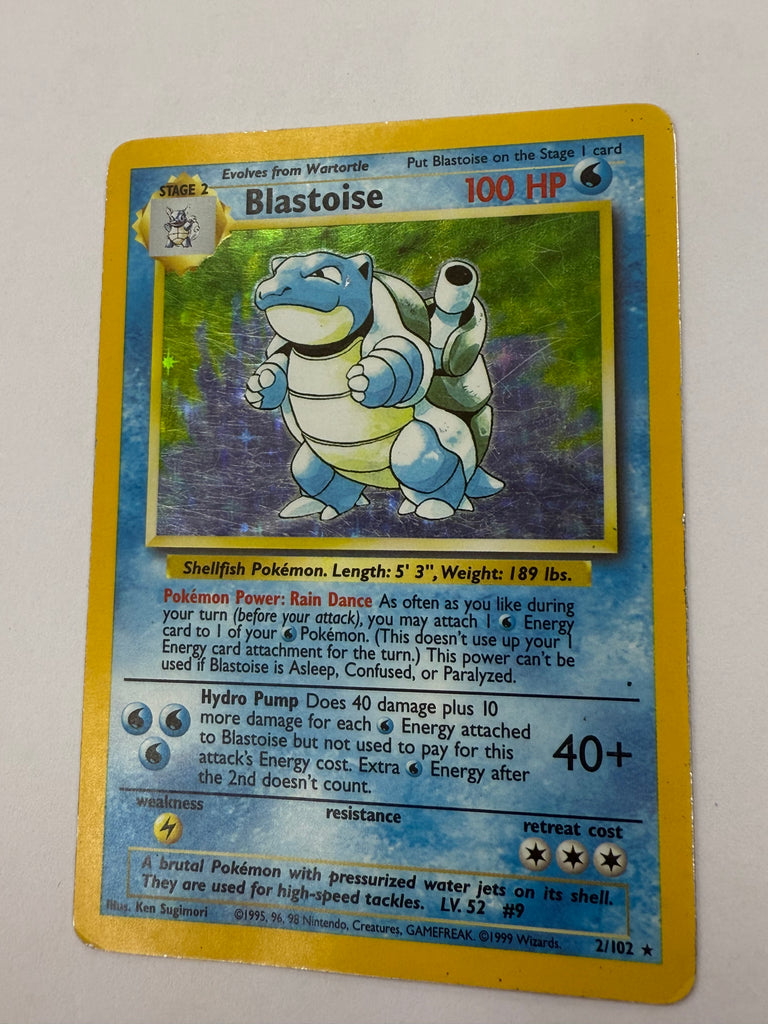 Evolves from Wartortle
Put Blastoise on the Stage 1 card
STAGE 2
Blastoise
100 HP
Shellfish Pokémon. Length: 5' 3", Weight: 189 lbs.
Pokémon Power: Rain Dance As often as you like during
your turn (before your attack), you may attach 1 Energy
card to 1 of your Pokémon. (This doesn't use up your 1
Energy card attachment for the turn.) This power can't be
used if Blastoise is Asleep, Confused, or Paralyzed.
Hydro Pump Does 40 damage plus 10
more damage for each Energy attached
to Blastoise but not used to pay for this
attack's Energy cost. Extra Energy after
the 2nd doesn't count.
40+
weakness
resistance
retreat cost
A brutal Pokémon with pressurized water jets on its shell.
They are used for high-speed tackles. LV. 52 #9
Illus. Ken Sugimori
©1995, 96, 98 Nintendo, Creatures, GAMEFREAK. ©1999 Wizards.
2/102 ★